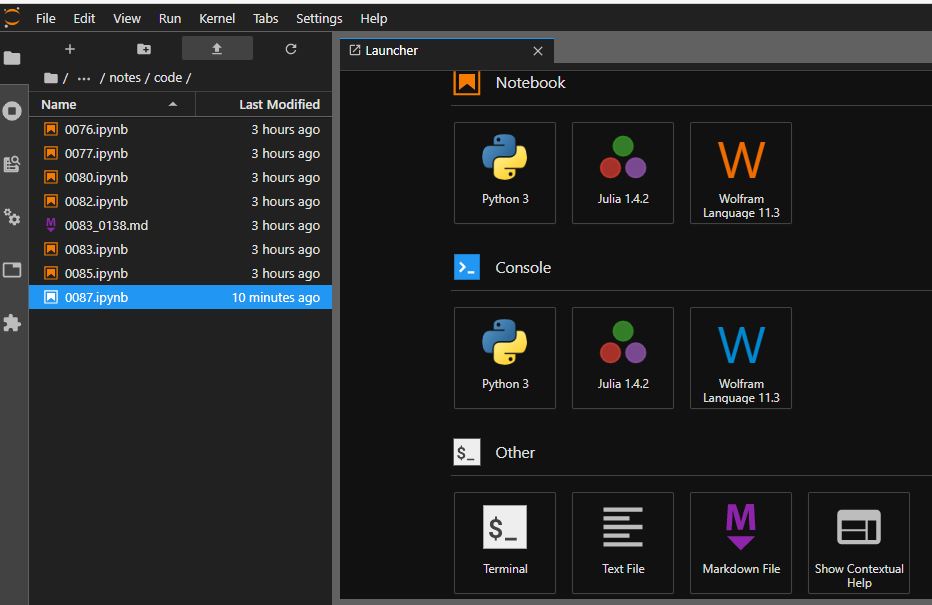 File Edit View Run Kernel Tabs Settings Help
/ ··· / notes / code /
Name Last Modified
0076.ipynb 3 hours ago
0077.ipynb 3 hours ago
0080.ipynb 3 hours ago
0082.ipynb 3 hours ago
M 0083_0138.md 3 hours ago
0083.ipynb 3 hours ago
0085.ipynb 3 hours ago
0087.ipynb 10 minutes ago
Launcher
Notebook
Python 3
Julia 1.4.2
W
Wolfram
Language 11.3
>_ Console
Python 3
Julia 1.4.2
W
Wolfram
Language 11.3
$_ Other
$_
Terminal
Text File
M
Markdown File
Show Contextual
Help